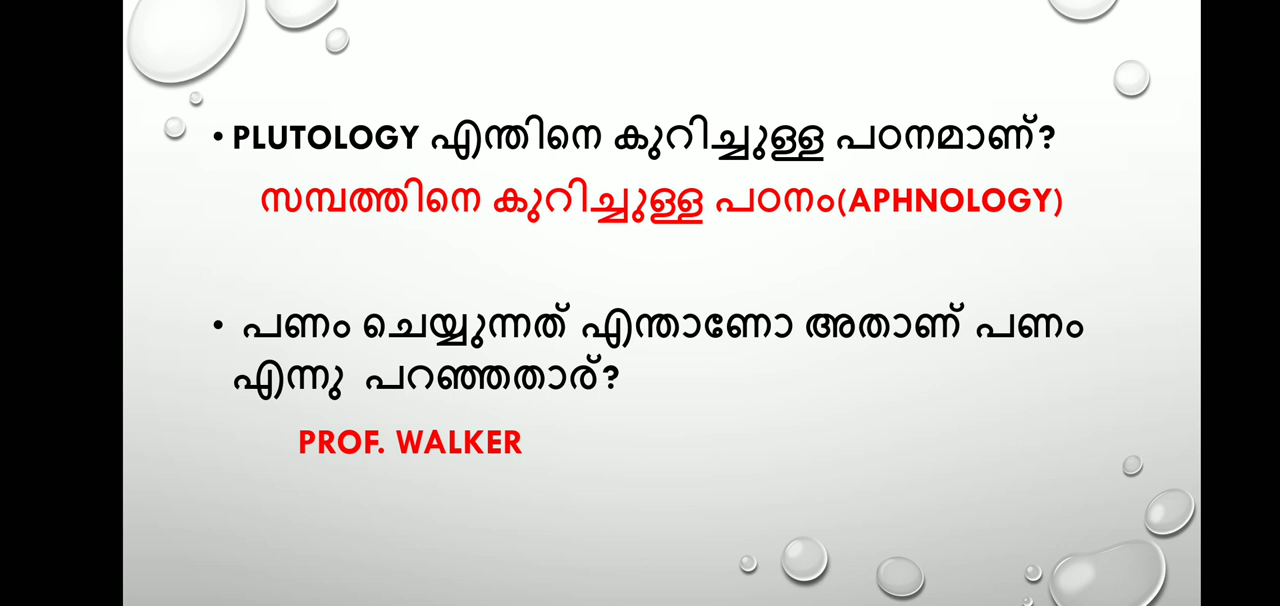 • PLUTOLOGY എന്തിനെ കുറിച്ചുള്ള പഠനമാണ്?
സമ്പത്തിനെ കുറിച്ചുള്ള പഠനം(APHNOLOGY)
• പണം ചെയ്യുന്നത് എന്താണോ അതാണ് പണം
എന്നു പറഞ്ഞതാര്?
PROF. WALKER